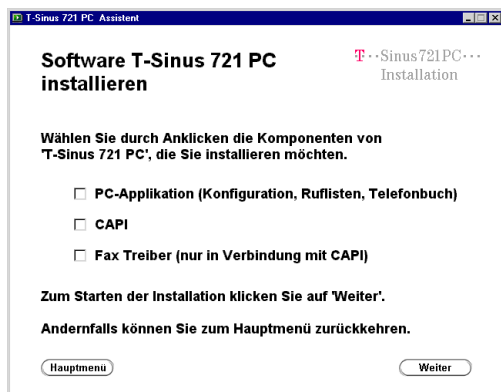 T-Sinus 721 PC Assistent
Software T-Sinus 721 PC
installieren
T··Sinus 721PC···
Installation
Wählen Sie durch Anklicken die Komponenten von
'T-Sinus 721 PC', die Sie installieren möchten.
PC-Applikation (Konfiguration, Ruflisten, Telefonbuch)
CAPI
Fax Treiber (nur in Verbindung mit CAPI)
Zum Starten der Installation klicken Sie auf 'Weiter'.
Andernfalls können Sie zum Hauptmenü zurückkehren.
Hauptmenü
Weiter